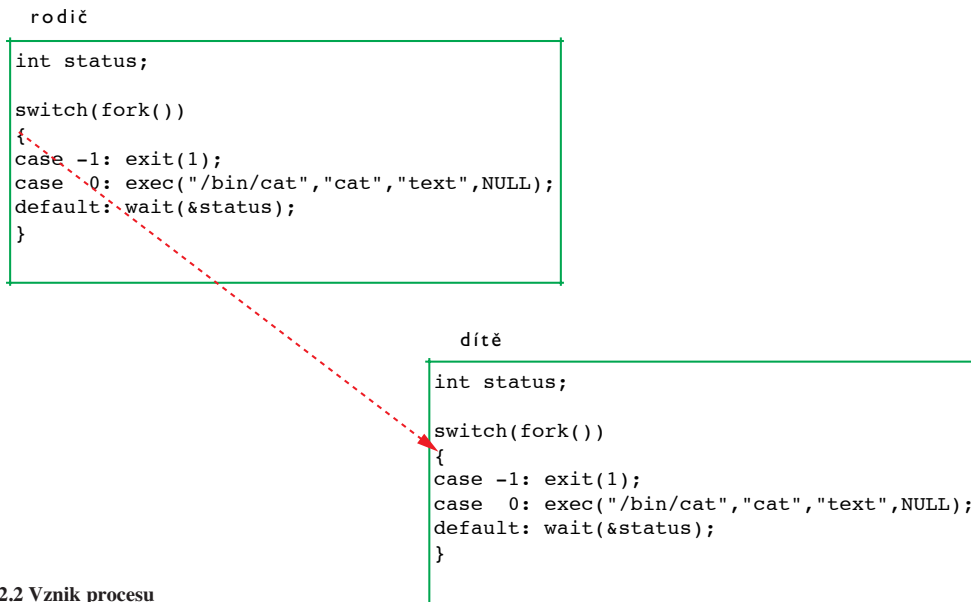 rodič
int status;
switch(fork())
{
case -1: exit(1);
case  0: exec("/bin/cat","cat","text",NULL);
default: wait(&status);
}
dítě
int status;
switch(fork())
{
case -1: exit(1);
case  0: exec("/bin/cat","cat","text",NULL);
default: wait(&status);
}
2.2 Vznik procesu